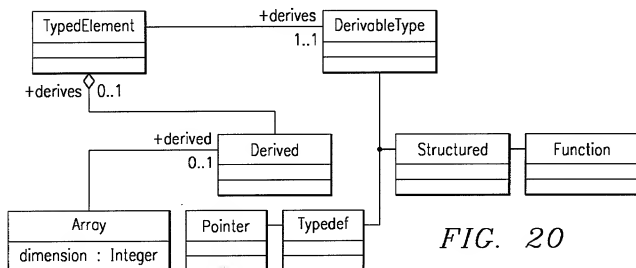 TypedElement
+derives
1..1
DerivableType
+derives
0..1
+derived
0..1
Derived
Structured
Function
Array
dimension : Integer
Pointer
Typedef
FIG. 20